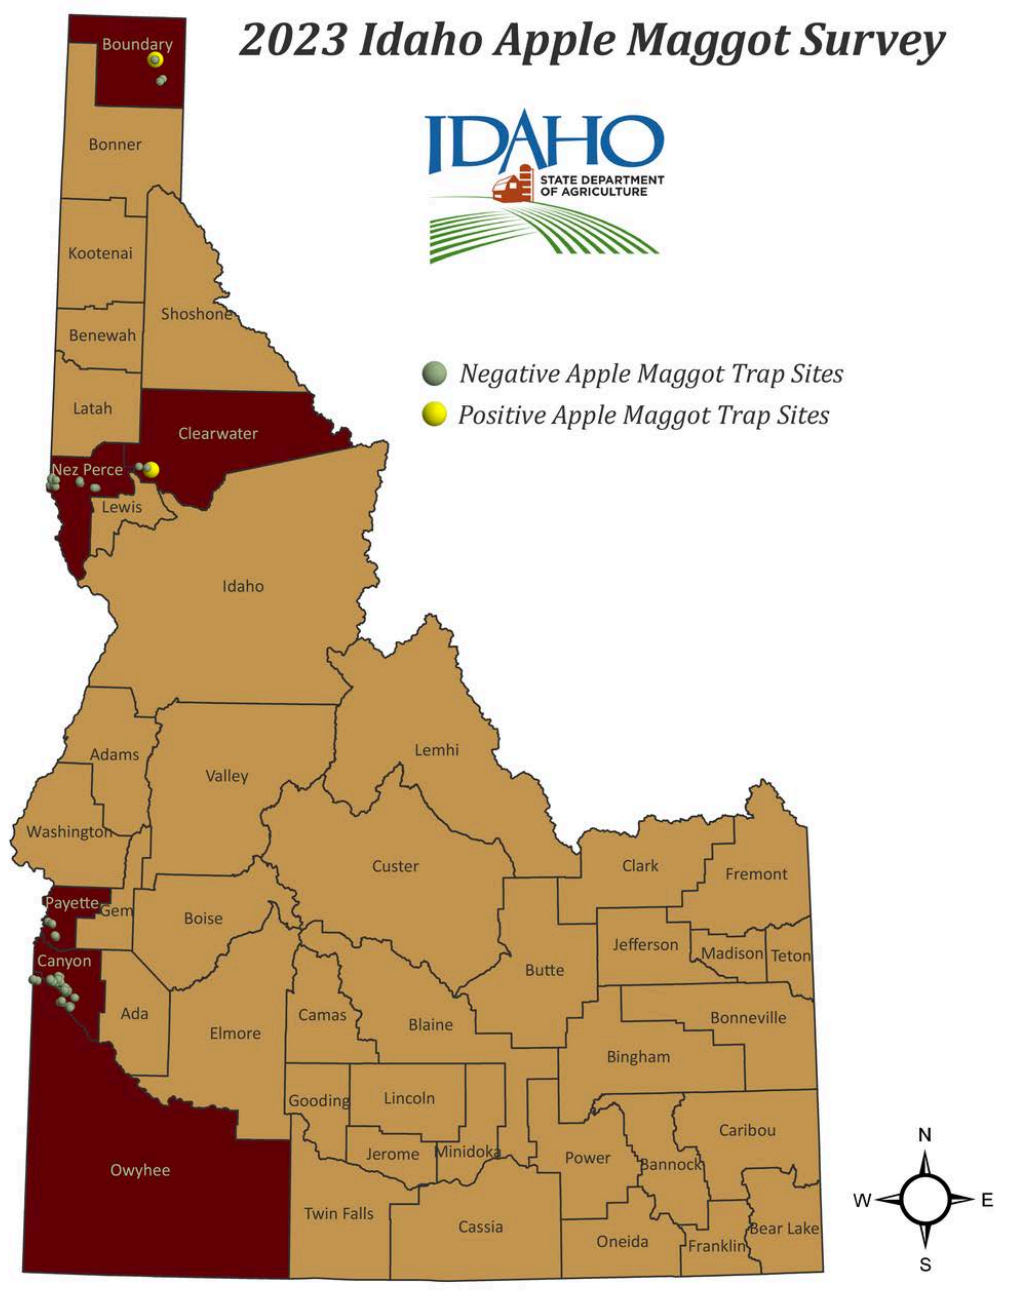 2023 Idaho Apple Maggot Survey
IDAHO
STATE DEPARTMENT
OF AGRICULTURE
Negative Apple Maggot Trap Sites
Positive Apple Maggot Trap Sites
Boundary
Bonner
Kootenai
Shoshone
Benewah
Latah
Clearwater
Nez Perce
Lewis
Idaho
Adams
Valley
Lemhi
Washington
Custer
Clark
Fremont
Payette
Gem
Boise
Jefferson
Madison
Teton
Canyon
Butte
Ada
Elmore
Camas
Blaine
Bonneville
Bingham
Gooding
Lincoln
Jerome
Minidoka
Power
Bannock
Caribou
Owyhee
Twin Falls
Cassia
Oneida
Franklin
Bear Lake
N
W
E
S